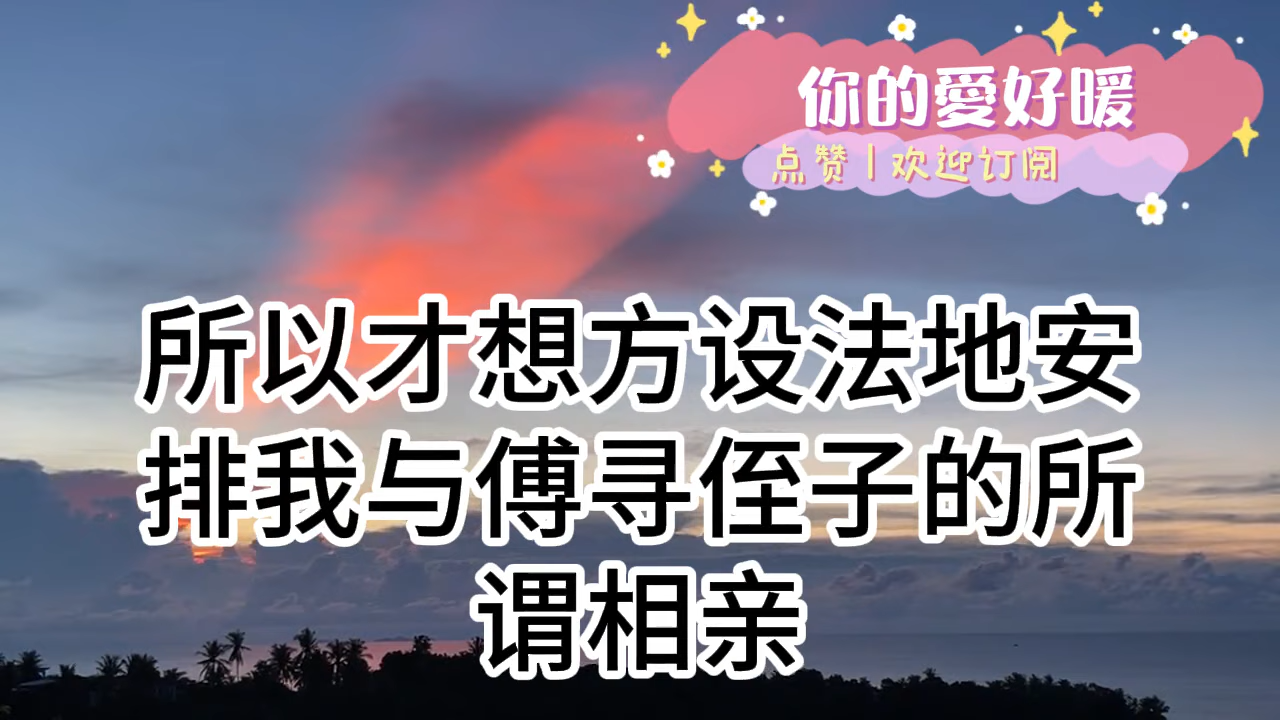 你的愛好暖
点赞 | 欢迎订阅
所以才想方设法地安
排我与傅寻侄子的所
谓相亲